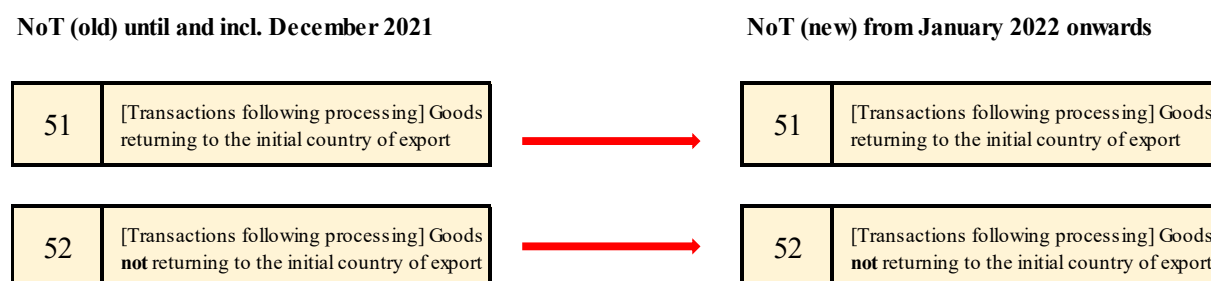 NoT (old) until and incl. December 2021
NoT (new) from January 2022 onwards
51
[Transactions following processing] Goods
returning to the initial country of export
51
[Transactions following processing] Goods
returning to the initial country of export
52
[Transactions following processing] Goods
not returning to the initial country of export
52
[Transactions following processing] Goods
not returning to the initial country of export